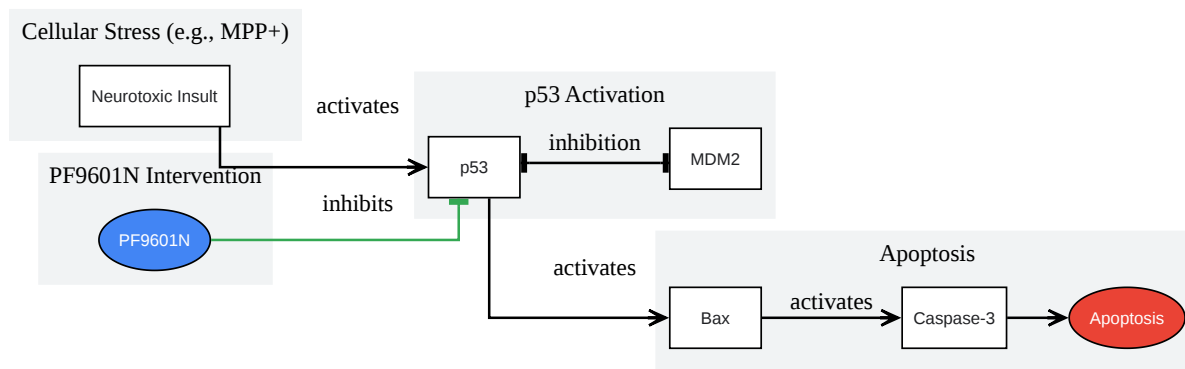 Cellular Stress (e.g., MPP+)
Neurotoxic Insult
activates
p53 Activation
p53
inhibition
MDM2
PF9601N Intervention
inhibits
PF9601N
activates
Apoptosis
Bax
activates
Caspase-3
Apoptosis